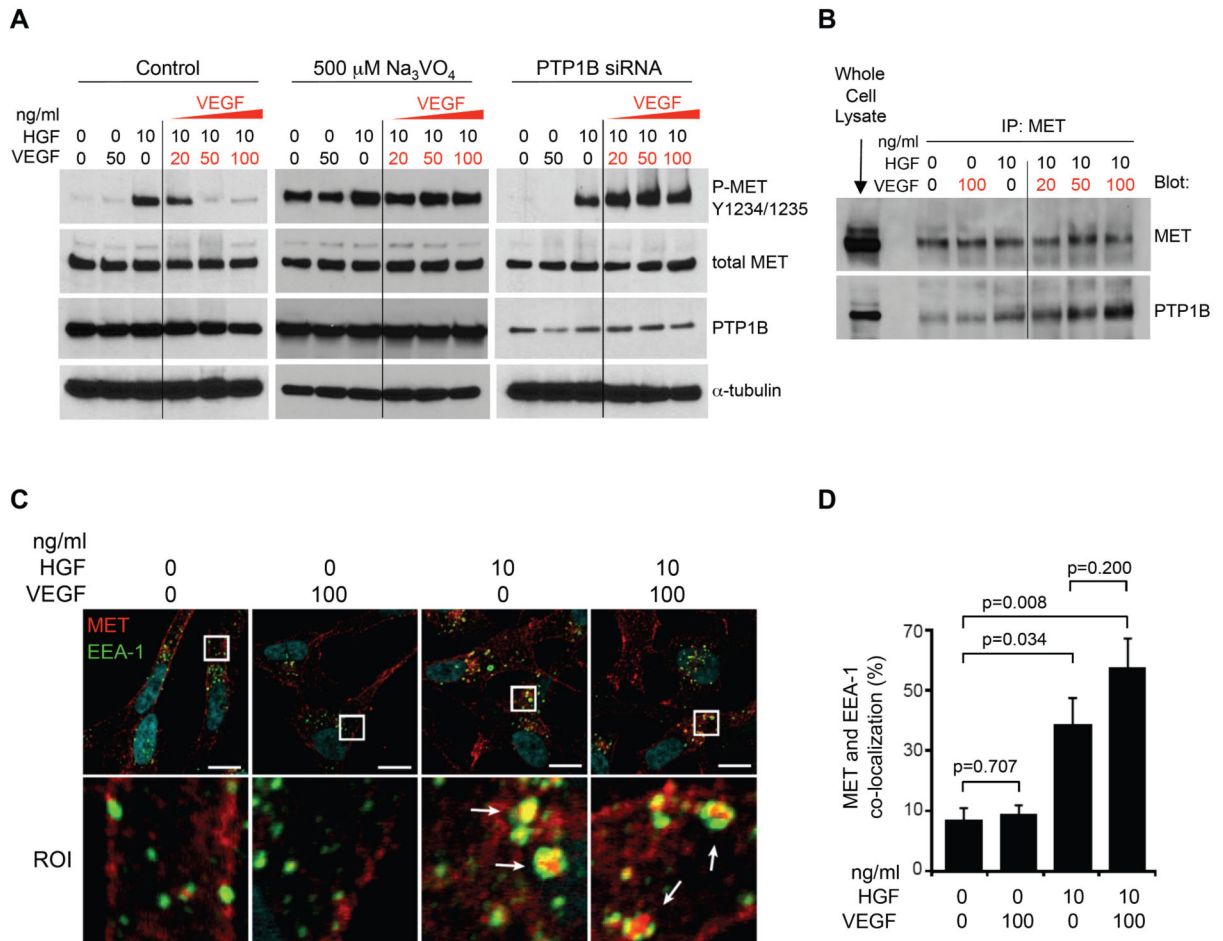 A
Control
500 μM Na₃VO₄
PTP1B siRNA
VEGF
VEGF
VEGF
ng/ml
HGF 0 0 10 10 10 10 0 0 10 10 10 10 0 0 10 10 10 10
VEGF 0 50 0 20 50 100 0 50 0 20 50 100 0 50 0 20 50 100
P-MET
Y1234/1235
total MET
PTP1B
α-tubulin
B
Whole
Cell
Lysate
IP: MET
ng/ml
HGF 0 0 10 10 10 10
VEGF 0 100 0 20 50 100 Blot:
MET
PTP1B
C
ng/ml
HGF 0 0 10 10
VEGF 0 100 0 100
MET
EEA-1
ROI
D
p=0.200
p=0.008
p=0.034
p=0.707
MET and EEA-1
co-localization (%)
70
50
30
10
0
ng/ml
HGF 0 0 10 10
VEGF 0 100 0 100